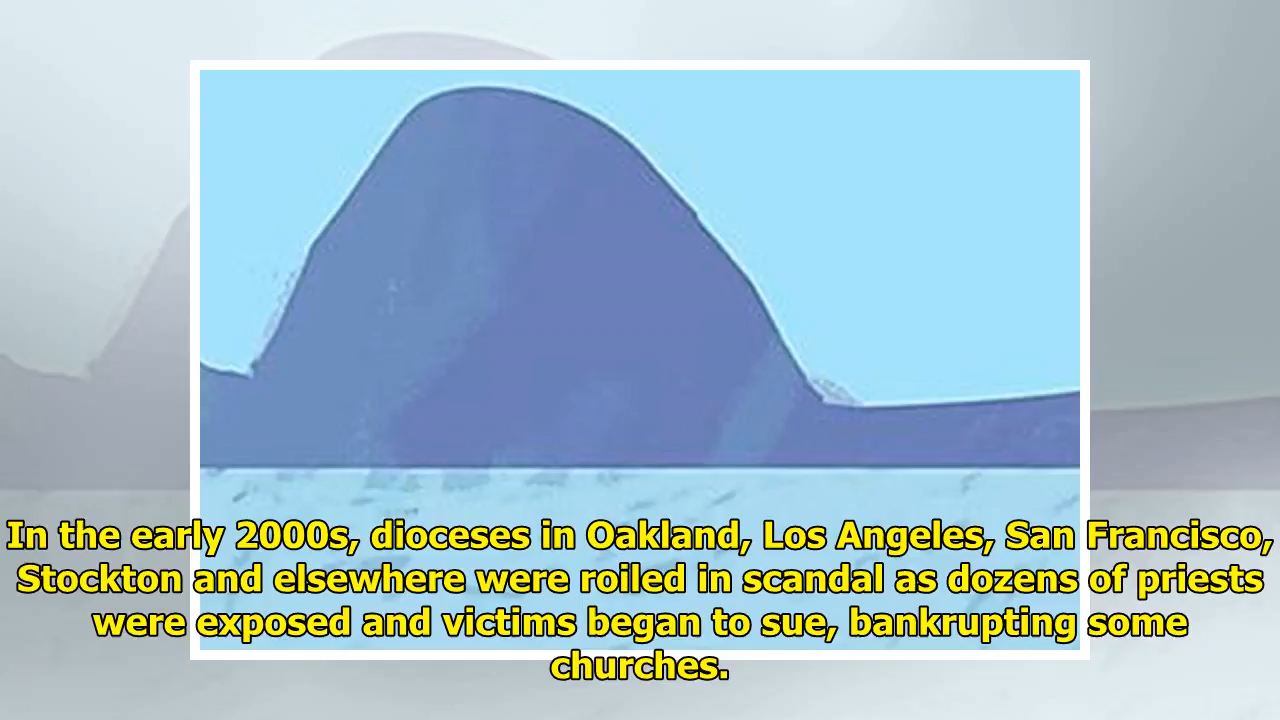 In the early 2000s, dioceses in Oakland, Los Angeles, San Francisco,
Stockton and elsewhere were roiled in scandal as dozens of priests
were exposed and victims began to sue, bankrupting some
churches.